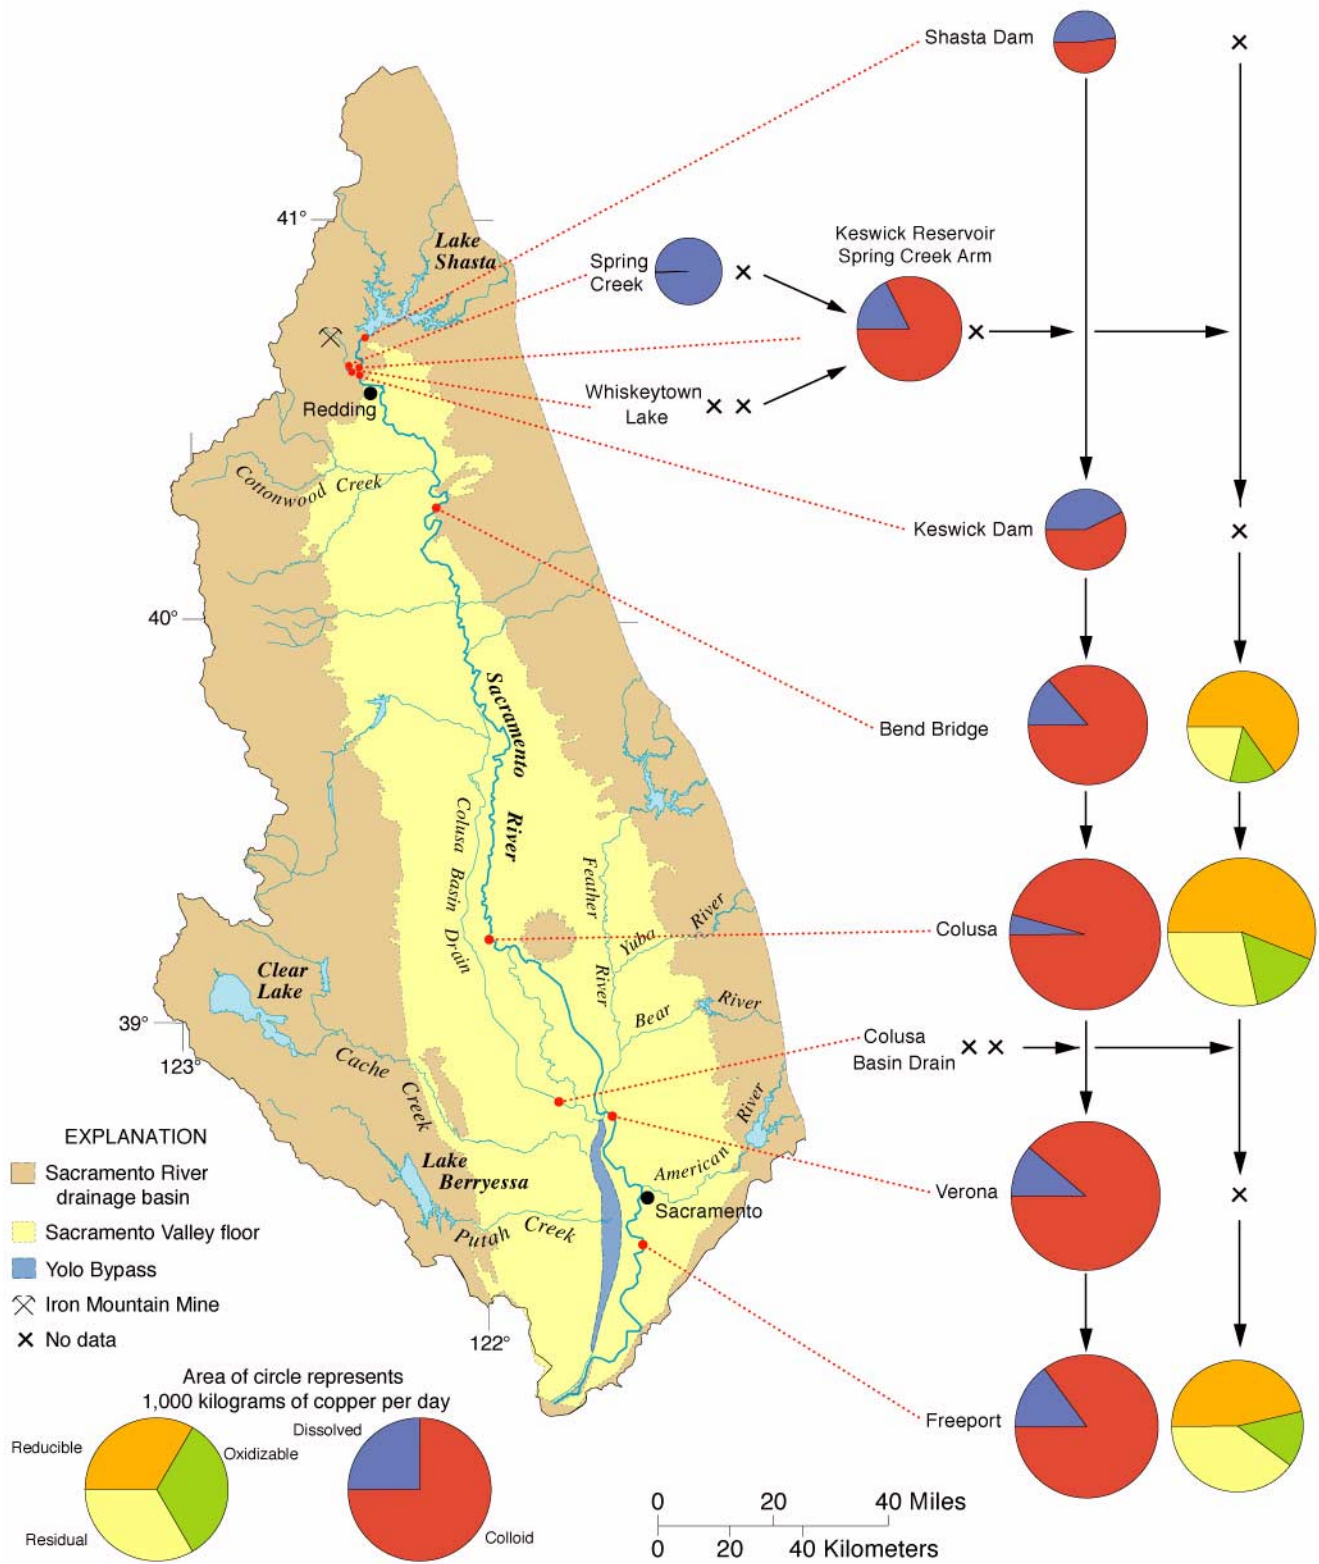 Shasta Dam
41°
Lake
Shasta
Keswick Reservoir
Spring Creek Arm
Spring
Creek
Whiskeytown
Lake
Redding
Cottonwood Creek
Keswick Dam
40°
Sacramento
River
Bend Bridge
Colusa Basin Drain
Feather
River
Yuba
River
Colusa
Clear
Lake
Bear
River
39°
123°
Colusa
Basin Drain
Cache
Creek
River
EXPLANATION
Sacramento River
drainage basin
Sacramento Valley floor
Yolo Bypass
Iron Mountain Mine
No data
Lake
Berryessa
American
Verona
Sacramento
Putah Creek
122°
Area of circle represents
1,000 kilograms of copper per day
Reducible
Oxidizable
Residual
Dissolved
Colloid
Freeport
0 20 40 Miles
0 20 40 Kilometers